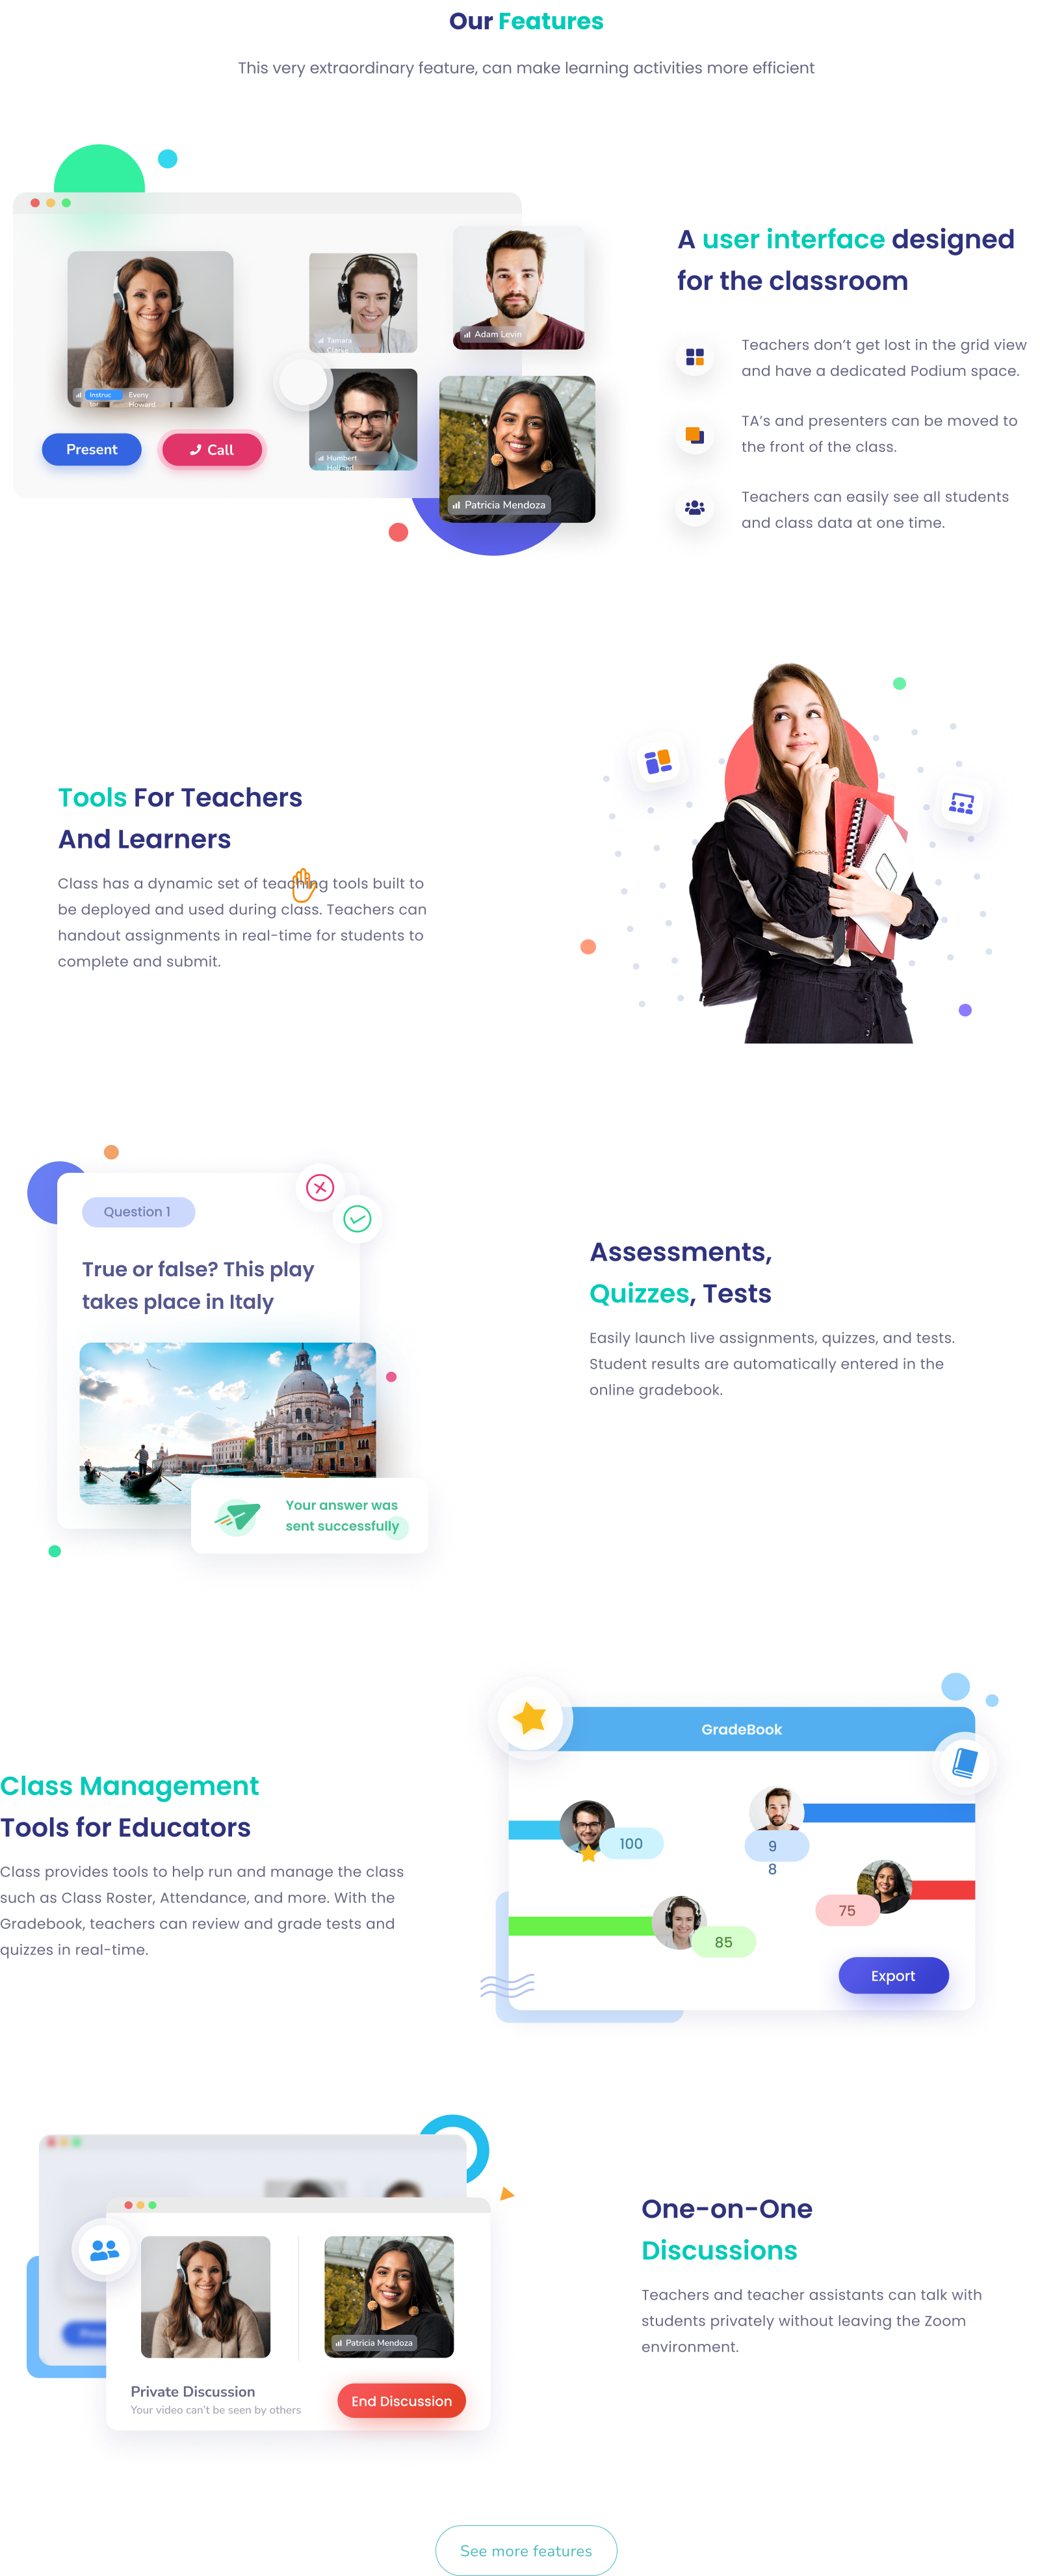 Our Features
This very extraordinary feature, can make learning activities more efficient
Tamara
Adam Levin
Instruc
Eveny
Howard
Humbert
Present
Call
Patricia Mendoza
A user interface designed
for the classroom
Teachers don't get lost in the grid view
and have a dedicated Podium space.
TA's and presenters can be moved to
the front of the class.
Teachers can easily see all students
and class data at one time.
Tools For Teachers
And Learners
Class has a dynamic set of teaching tools built to
be deployed and used during class. Teachers can
handout assignments in real-time for students to
complete and submit.
Question 1
True or false? This play
takes place in Italy
Your answer was
sent successfully
Assessments,
Quizzes, Tests
Easily launch live assignments, quizzes, and tests.
Student results are automatically entered in the
online gradebook.
Class Management
Tools for Educators
Class provides tools to help run and manage the class
such as Class Roster, Attendance, and more. With the
Gradebook, teachers can review and grade tests and
quizzes in real-time.
GradeBook
100
9
8
75
85
Export
Patricia Mendoza
Private Discussion
Your video can't be seen by others
End Discussion
One-on-One
Discussions
Teachers and teacher assistants can talk with
students privately without leaving the Zoom
environment.
See more features